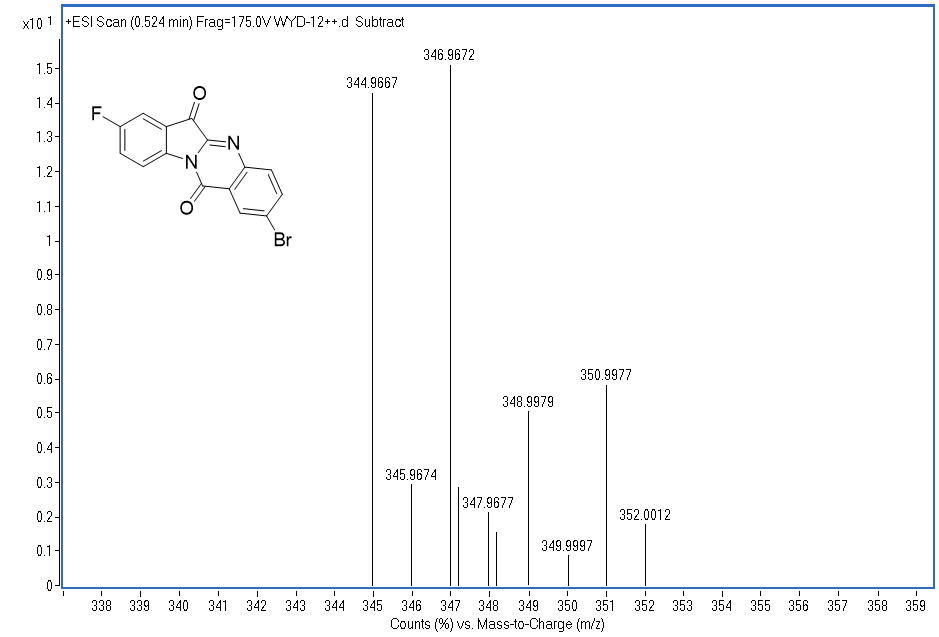 x10 1
+ESI Scan (0.524 min) Frag=175.0V WYD-12++.d Subtract
1.5
1.4
1.3
1.2
1.1
1
0.9
0.8
0.7
0.6
0.5
0.4
0.3
0.2
0.1
0
346.9672
344.9667
350.9977
348.9979
345.9674
347.9677
352.0012
349.9997
O
F
N
N
O
Br
338 339 340 341 342 343 344 345 346 347 348 349 350 351 352 353 354 355 356 357 358 359
Counts (%) vs. Mass-to-Charge (m/z)